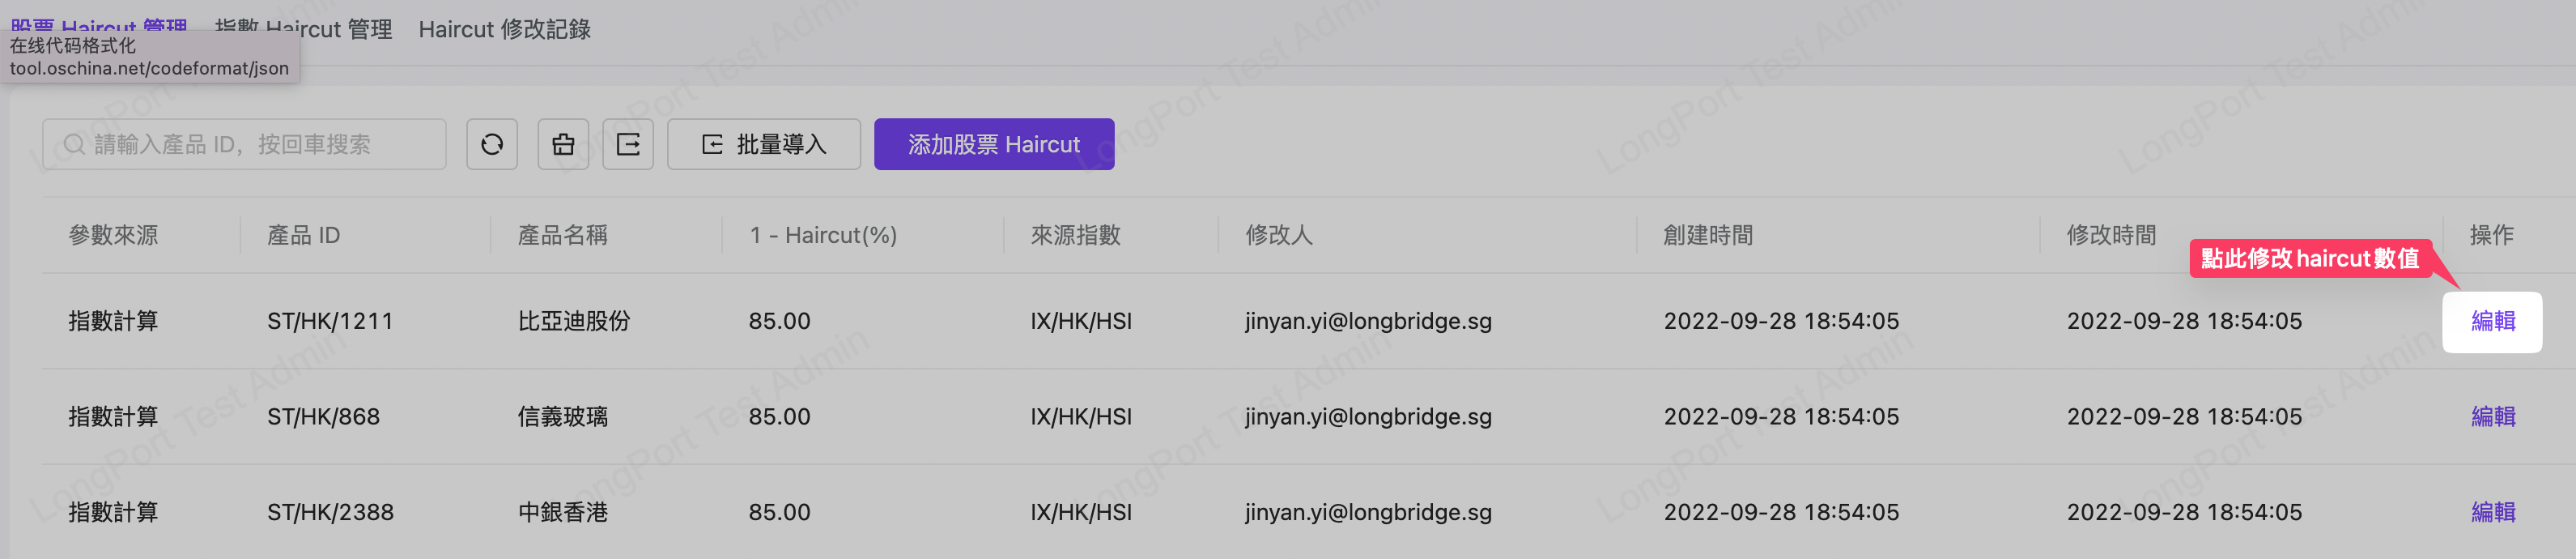 股票 Haircut 管理 指數 Haircut 管理 Haircut 修改記錄
在线代码格式化
tool.oschina.net/codeformat/json
請輸入產品 ID，按回車搜索 批量導入 添加股票 Haircut
參數來源 產品 ID 產品名稱 1 - Haircut(%) 來源指數 修改人 創建時間 修改時間 操作
點此修改haircut數值
指數計算 ST/HK/1211 比亞迪股份 85.00 IX/HK/HSI jinyan.yi@longbridge.sg 2022-09-28 18:54:05 2022-09-28 18:54:05 編輯
指數計算 ST/HK/868 信義玻璃 85.00 IX/HK/HSI jinyan.yi@longbridge.sg 2022-09-28 18:54:05 2022-09-28 18:54:05 編輯
指數計算 ST/HK/2388 中銀香港 85.00 IX/HK/HSI jinyan.yi@longbridge.sg 2022-09-28 18:54:05 2022-09-28 18:54:05 編輯
LongPort Test Admin